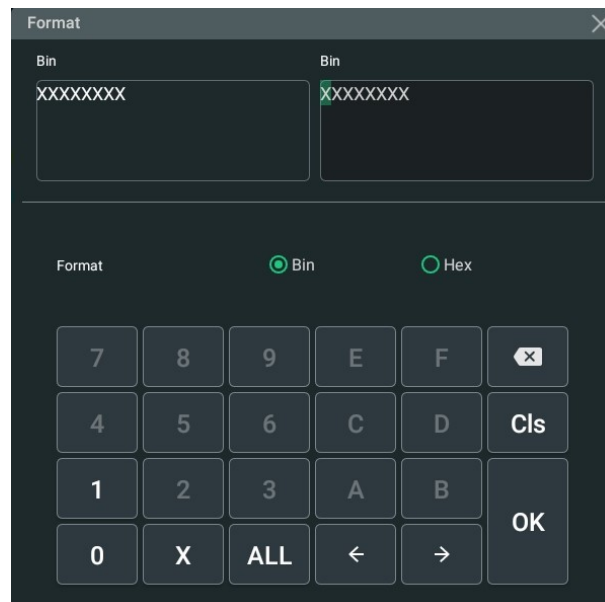 Format
Bin Bin
XXXXXXXX XXXXXXXX
Format Bin Hex
7 8 9 E F
4 5 6 C D Cls
1 2 3 A B
OK
0 X ALL ← →